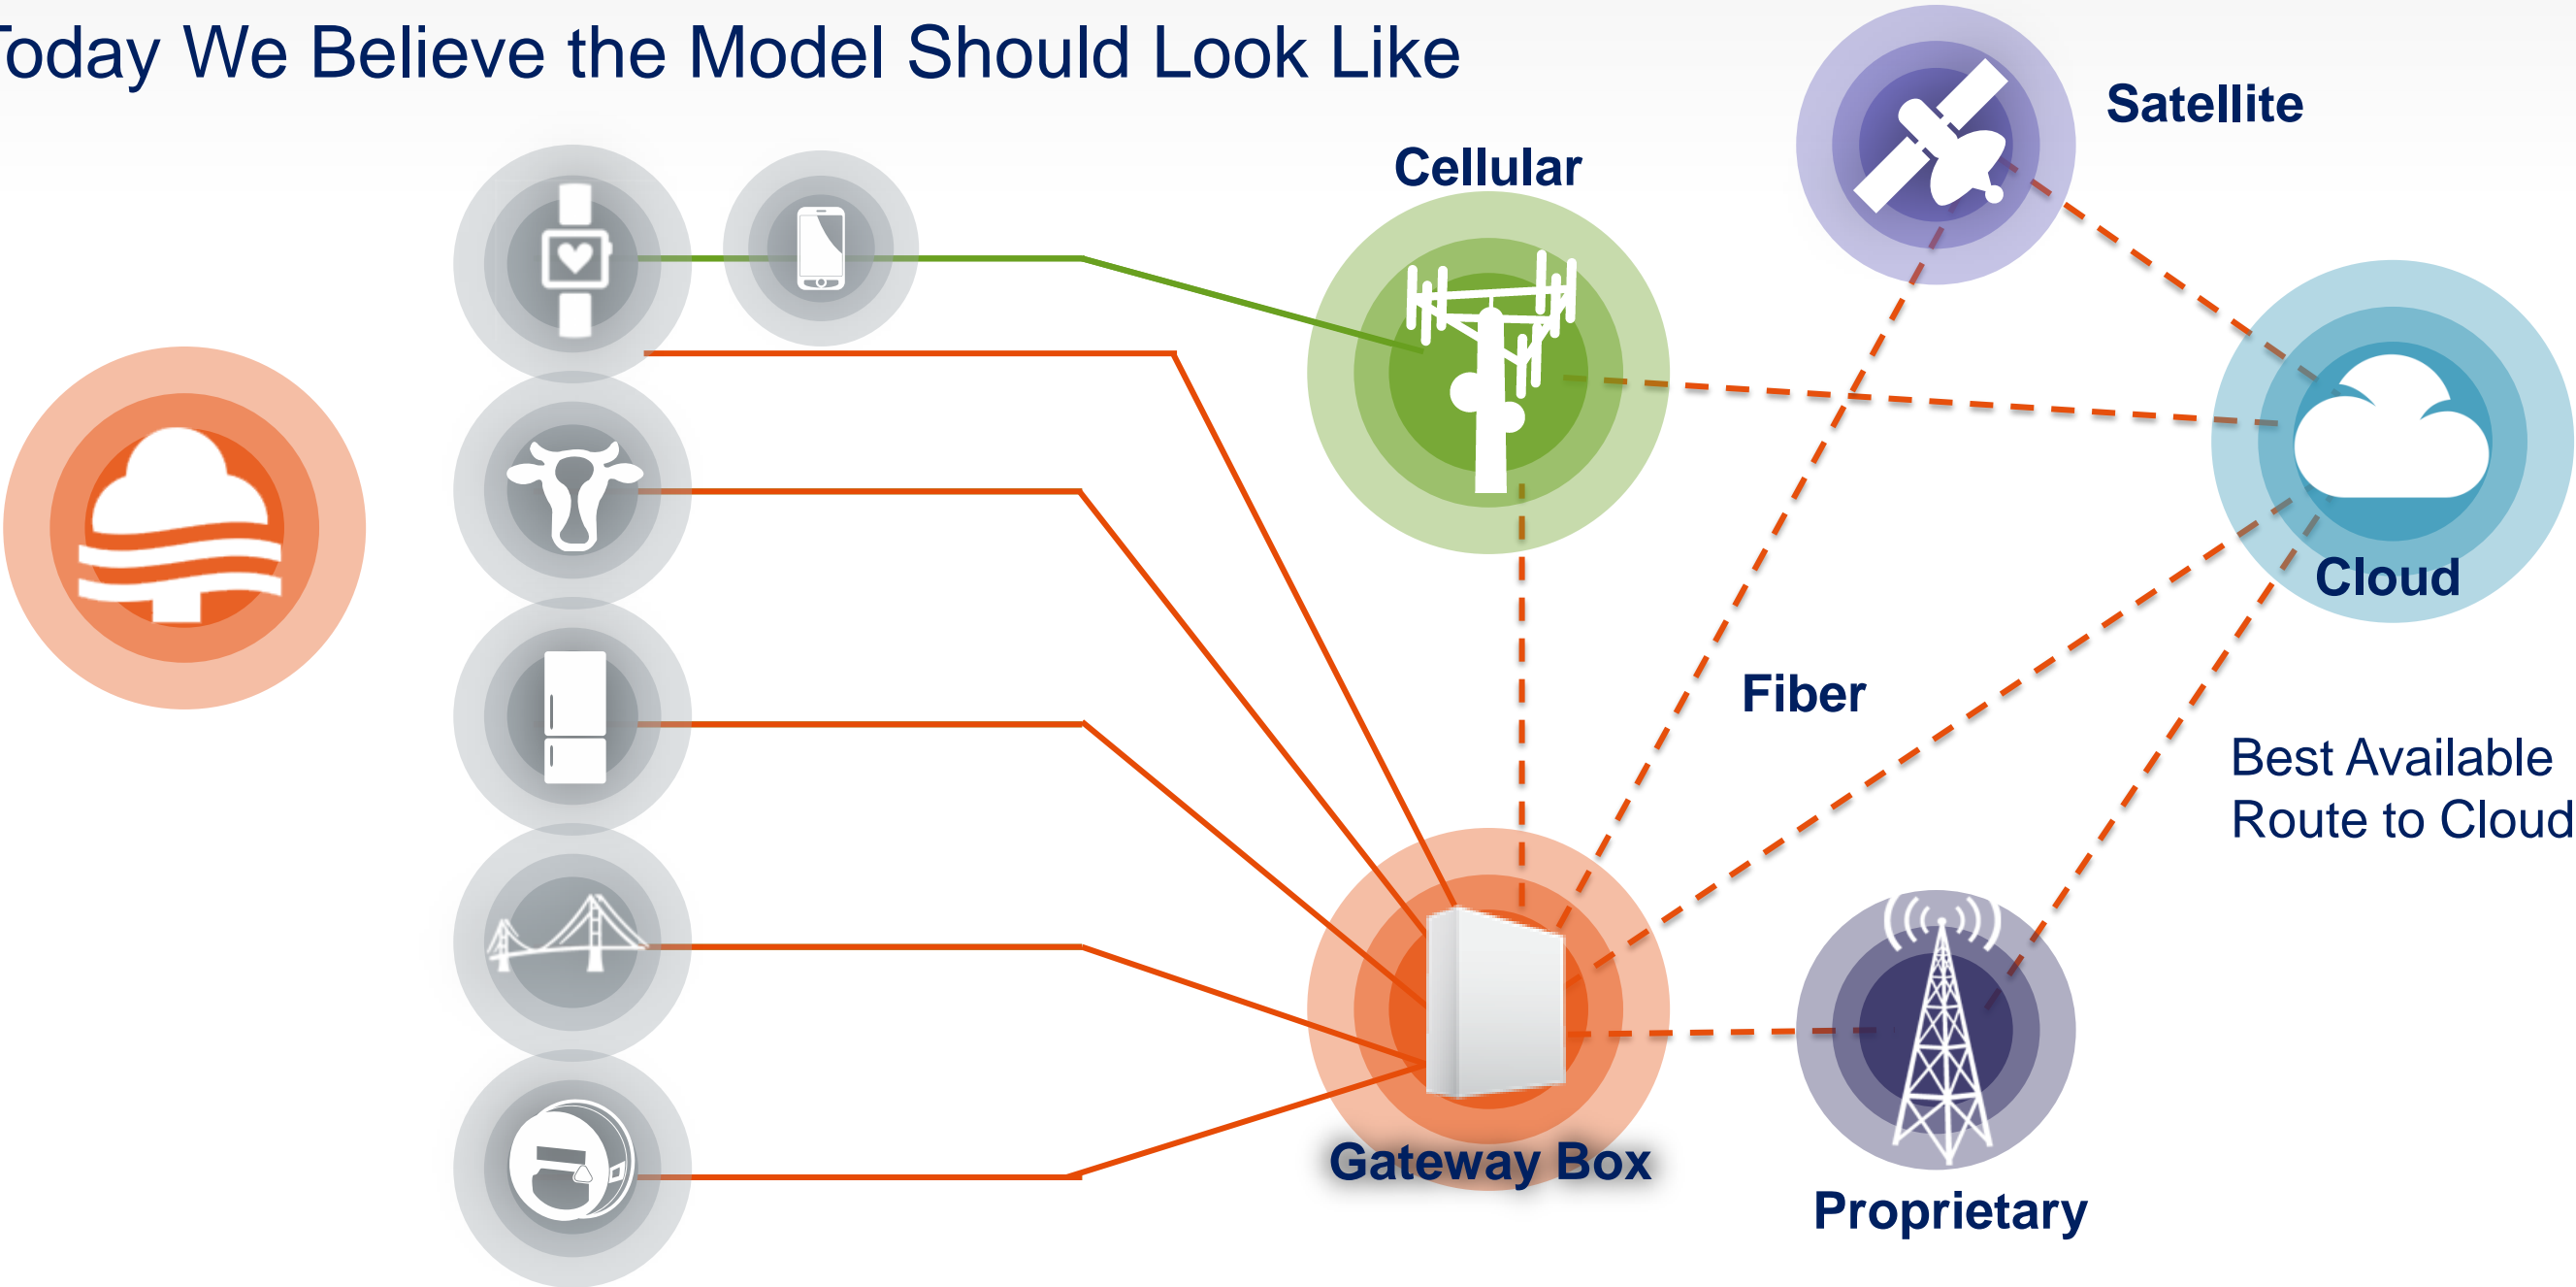 Today We Believe the Model Should Look Like
Satellite
Cellular
Cloud
Fiber
Best Available
Route to Cloud
Gateway Box
Proprietary